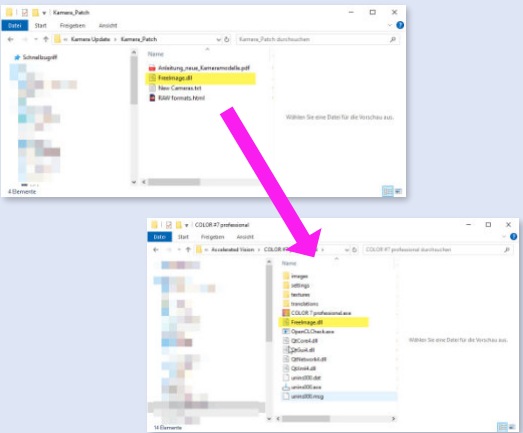 Kamera_Patch
Datei Start Freigeben Ansicht
« Kamera Update › Kamera_Patch
Kamera_Patch durchsuchen
Schnellzugriff
Name
Anleitung_neue_Kameramodelle.pdf
FreeImage.dll
New Cameras.txt
RAW formats.html
Wählen Sie eine Datei für die Vorschau aus.
4 Elemente
COLOR #7 professional
Datei Start Freigeben Ansicht
« Accelerated Vision › COLOR #7
COLOR #7 professional durchsuchen
Name
images
settings
textures
translations
COLOR 7 professional.exe
FreeImage.dll
OpenCLCheck.exe
QtCore4.dll
QtGui4.dll
QtNetwork4.dll
QtXml4.dll
unins000.dat
unins000.exe
unins000.msg
Wählen Sie eine Datei für die Vorschau aus.
14 Elemente